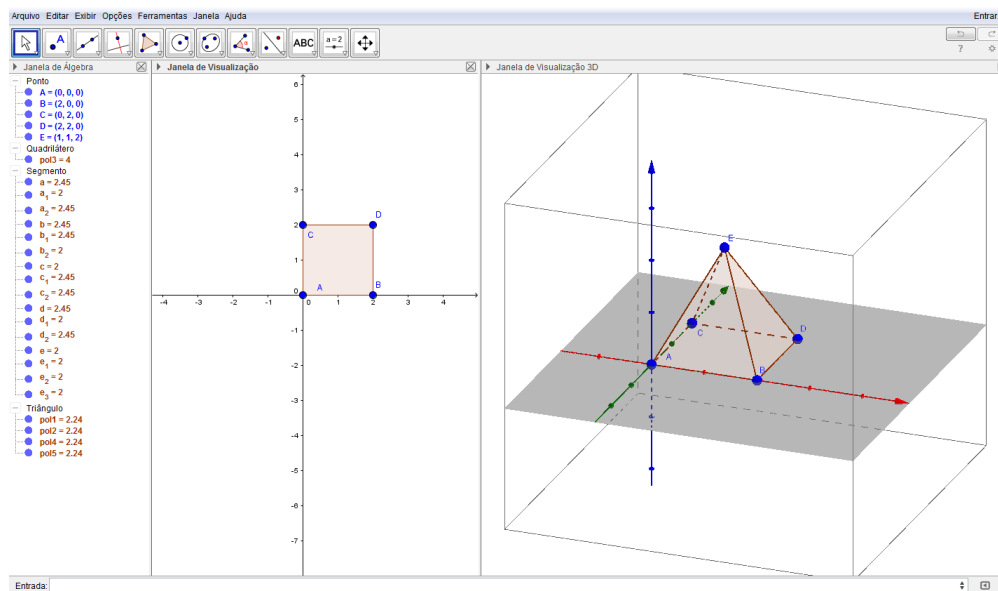 Arquivo Editar Exibir Opções Ferramentas Janela Ajuda Entrar
A ABC a = 2
?
Janela de Álgebra
Ponto
A = (0, 0, 0)
B = (2, 0, 0)
C = (0, 2, 0)
D = (2, 2, 0)
E = (1, 1, 2)
Quadrilátero
pol3 = 4
Segmento
a = 2.45
a₁ = 2
a₂ = 2.45
b = 2.45
b₁ = 2.45
b₂ = 2
c = 2
c₁ = 2.45
c₂ = 2.45
d = 2.45
d₁ = 2
d₂ = 2.45
e = 2
e₁ = 2
e₂ = 2
e₃ = 2
Triângulo
pol1 = 2.24
pol2 = 2.24
pol4 = 2.24
pol5 = 2.24
Janela de Visualização
6
5
4
3
2
1
0
-1
-2
-3
-4
-5
-6
-7
-4 -3 -2 -1 0 1 2 3 4
C D
A B
Janela de Visualização 3D
E
C D
A B
Entrada: